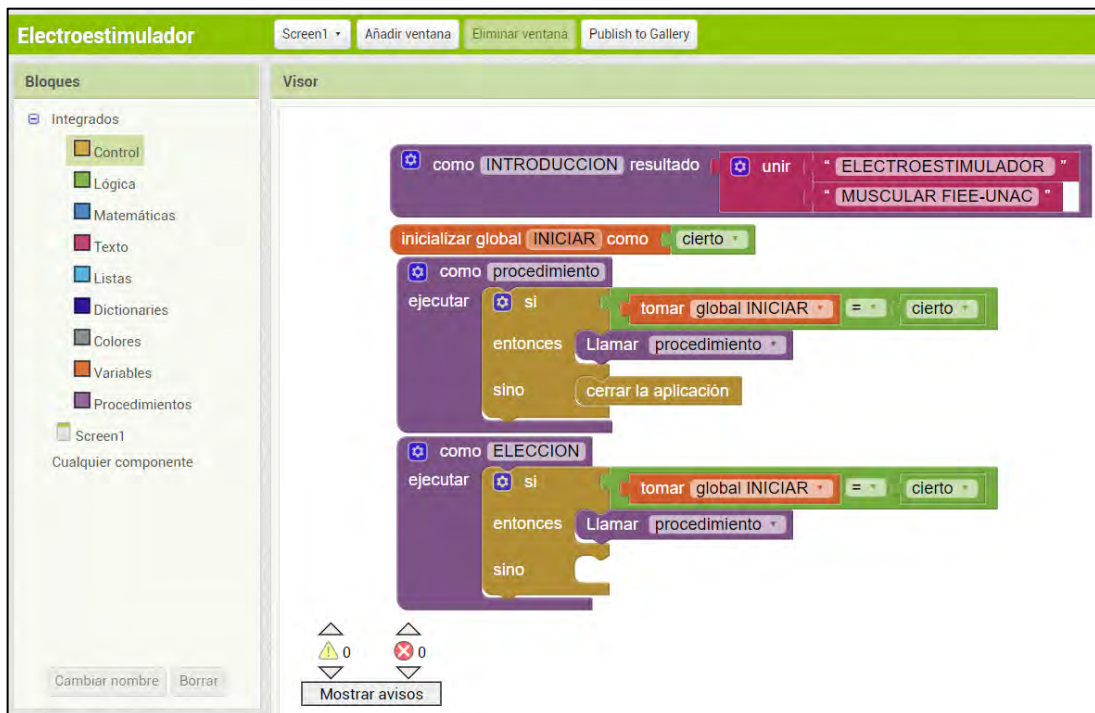 Electroestimulador
Screen1 Añadir ventana Eliminar ventana Publish to Gallery
Bloques
Visor
Integrados
Control
Lógica
Matemáticas
Texto
Listas
Dictionaries
Colores
Variables
Procedimientos
Screen1
Cualquier componente
Cambiar nombre Borrar
como INTRODUCCION resultado unir " ELECTROESTIMULADOR "
" MUSCULAR FIEE-UNAC "
inicializar global INICIAR como cierto
como procedimiento
ejecutar si tomar global INICIAR = cierto
entonces Llamar procedimiento
sino cerrar la aplicación
como ELECCION
ejecutar si tomar global INICIAR = cierto
entonces Llamar procedimiento
sino
0 0
Mostrar avisos